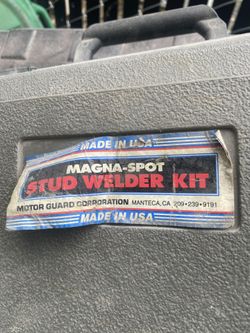 MADE IN USA
MAGNA-SPOT
STUD WELDER KIT
MOTOR GUARD CORPORATION MANTECA, CA 209•239•9191
MADE IN USA